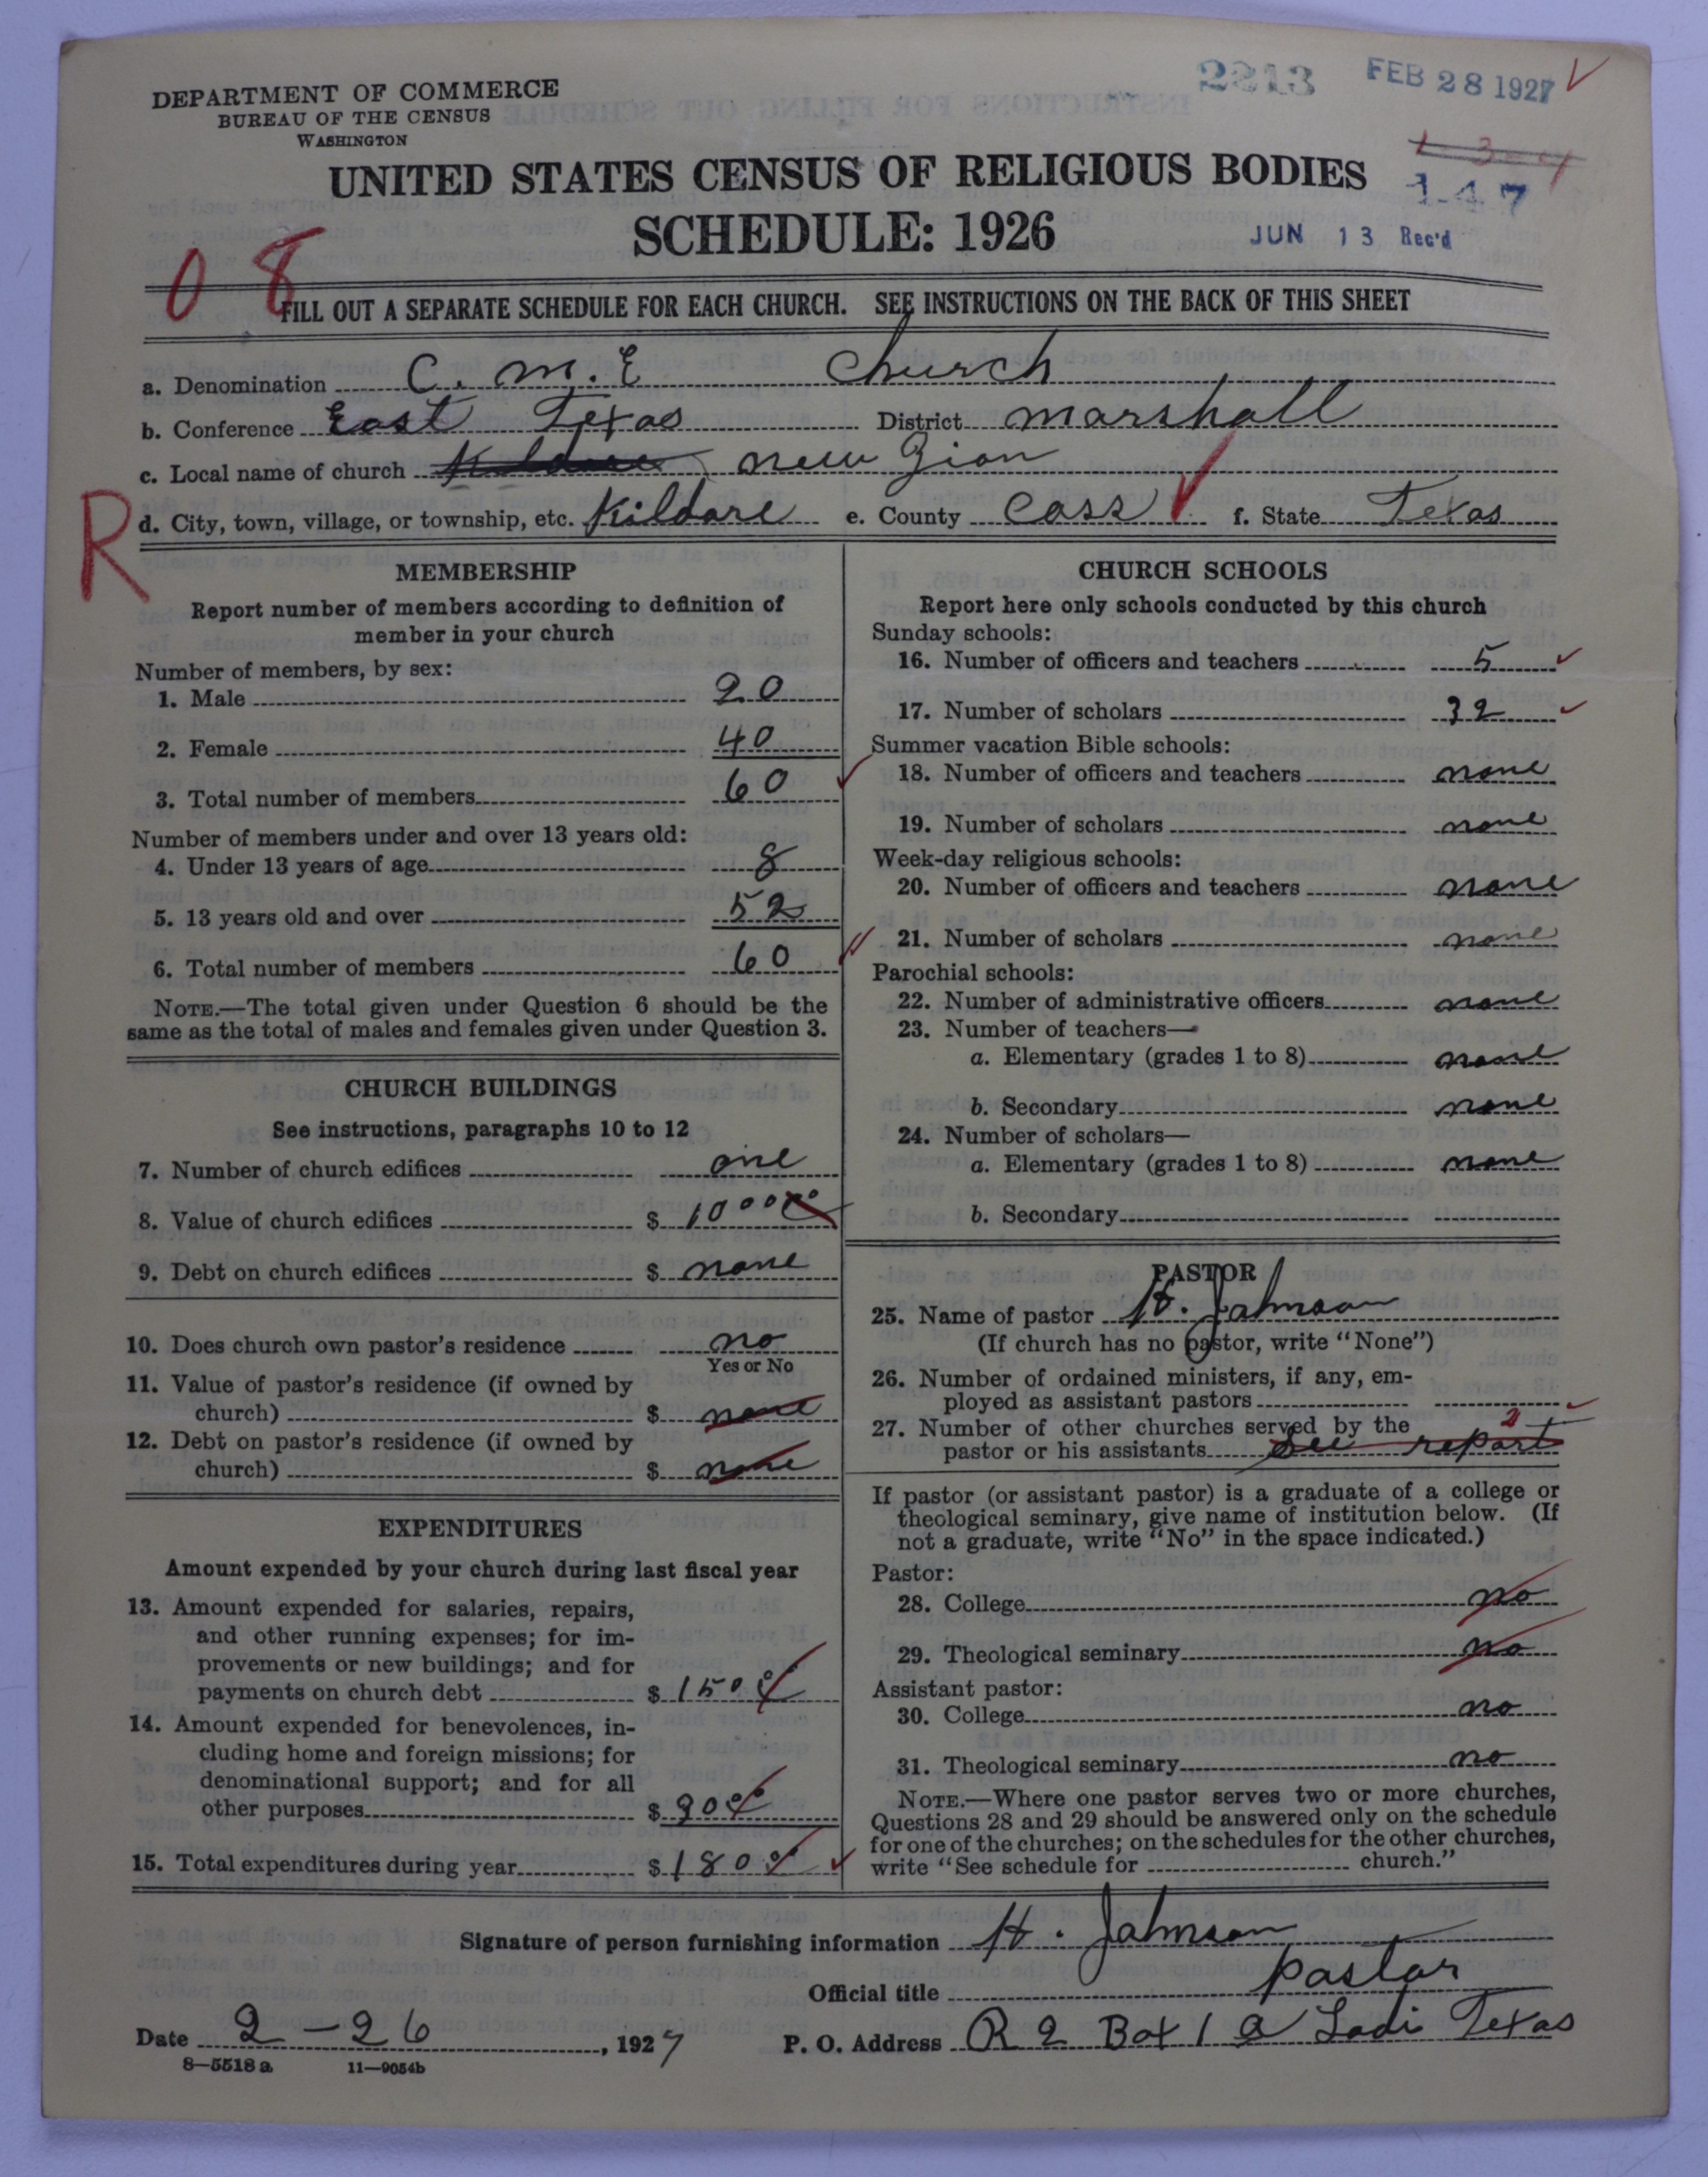 DEPARTMENT OF COMMERCE
BUREAU OF THE CENSUS
WASHINGTON
2813 FEB 28 1927
UNITED STATES CENSUS OF RELIGIOUS BODIES
SCHEDULE: 1926
1-47
JUN 13 Rec'd
08
FILL OUT A SEPARATE SCHEDULE FOR EACH CHURCH. SEE INSTRUCTIONS ON THE BACK OF THIS SHEET
a. Denomination C. M. E Church
b. Conference East Texas District Marshall
c. Local name of church Kildare new Zion
R
d. City, town, village, or township, etc. Kildare e. County Cass f. State Texas
MEMBERSHIP
Report number of members according to definition of
member in your church
Number of members, by sex:
1. Male 20
2. Female 40
3. Total number of members 60
Number of members under and over 13 years old:
4. Under 13 years of age 8
5. 13 years old and over 52
6. Total number of members 60
NOTE.—The total given under Question 6 should be the
same as the total of males and females given under Question 3.
CHURCH BUILDINGS
See instructions, paragraphs 10 to 12
7. Number of church edifices one
8. Value of church edifices $ 1000 00
9. Debt on church edifices $ none
10. Does church own pastor's residence no
Yes or No
11. Value of pastor's residence (if owned by
church) $ none
12. Debt on pastor's residence (if owned by
church) $ none
EXPENDITURES
Amount expended by your church during last fiscal year
13. Amount expended for salaries, repairs,
and other running expenses; for im-
provements or new buildings; and for
payments on church debt $ 150 00
14. Amount expended for benevolences, in-
cluding home and foreign missions; for
denominational support; and for all
other purposes $ 30 00
15. Total expenditures during year $ 180 00
CHURCH SCHOOLS
Report here only schools conducted by this church
Sunday schools:
16. Number of officers and teachers 5
17. Number of scholars 32
Summer vacation Bible schools:
18. Number of officers and teachers none
19. Number of scholars none
Week-day religious schools:
20. Number of officers and teachers none
21. Number of scholars none
Parochial schools:
22. Number of administrative officers none
23. Number of teachers—
a. Elementary (grades 1 to 8) none
b. Secondary none
24. Number of scholars—
a. Elementary (grades 1 to 8) none
b. Secondary
PASTOR
25. Name of pastor H. Johnson
(If church has no pastor, write "None")
26. Number of ordained ministers, if any, em-
ployed as assistant pastors
27. Number of other churches served by the 2
pastor or his assistants See report
If pastor (or assistant pastor) is a graduate of a college or
theological seminary, give name of institution below. (If
not a graduate, write "No" in the space indicated.)
Pastor:
28. College no
29. Theological seminary no
Assistant pastor:
30. College no
31. Theological seminary no
NOTE.—Where one pastor serves two or more churches,
Questions 28 and 29 should be answered only on the schedule
for one of the churches; on the schedules for the other churches,
write "See schedule for church."
Signature of person furnishing information H. Johnson
Official title pastor
Date 2-26, 1927 P. O. Address R 2 Box 1 a Lodi Texas
8—5518 a 11—9054b